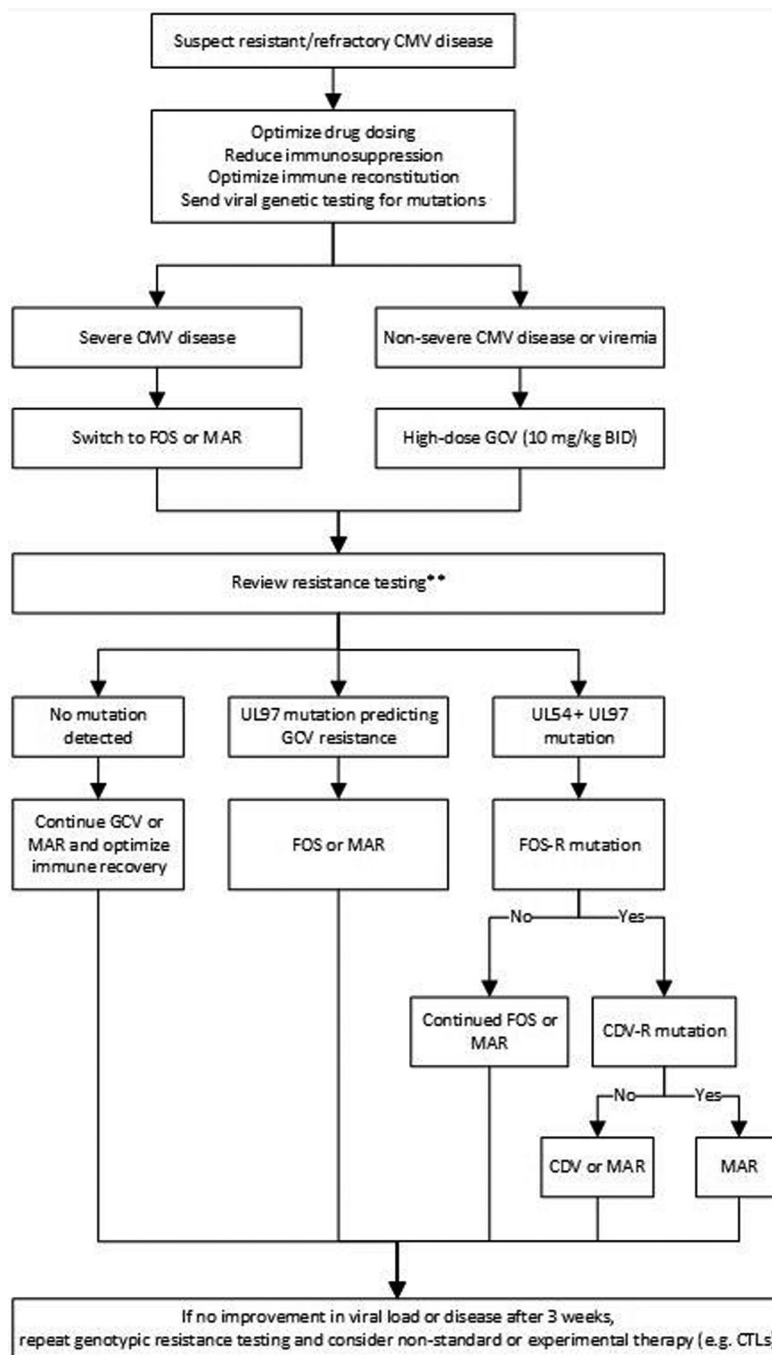 Suspect resistant/refractory CMV disease
Optimize drug dosing
Reduce immunosuppression
Optimize immune reconstitution
Send viral genetic testing for mutations
Severe CMV disease
Non-severe CMV disease or viremia
Switch to FOS or MAR
High-dose GCV (10 mg/kg BID)
Review resistance testing**
No mutation
detected
UL97 mutation predicting
GCV resistance
UL54 + UL97
mutation
Continue GCV or
MAR and optimize
immune recovery
FOS or MAR
FOS-R mutation
No
Yes
Continued FOS or
MAR
CDV-R mutation
No
Yes
CDV or MAR
MAR
If no improvement in viral load or disease after 3 weeks,
repeat genotypic resistance testing and consider non-standard or experimental therapy (e.g. CTLs)